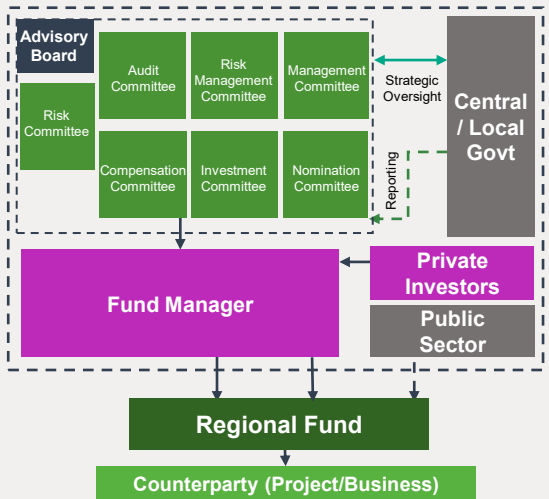 Advisory
Board
Audit
Committee
Risk
Management
Committee
Management
Committee
Risk
Committee
Compensation
Committee
Investment
Committee
Nomination
Committee
Strategic
Oversight
Reporting
Central
/ Local
Govt
Fund Manager
Private
Investors
Public
Sector
Regional Fund
Counterparty (Project/Business)